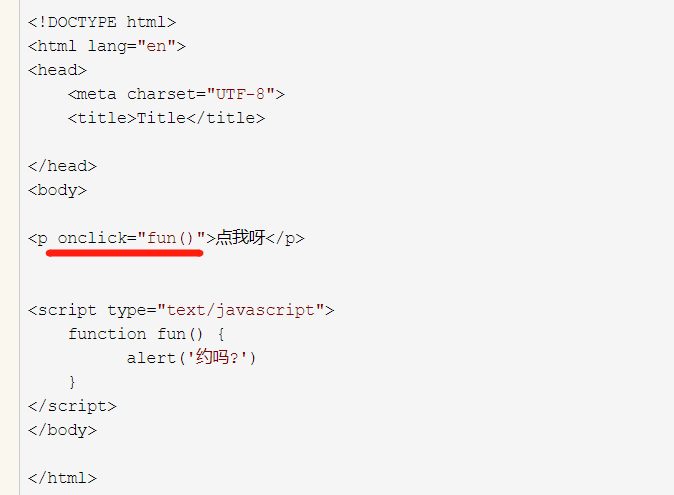 <!DOCTYPE html>
<html lang="en">
<head>
    <meta charset="UTF-8">
    <title>Title</title>
</head>
<body>
<p onclick="fun()">点我呀</p>
<script type="text/javascript">
    function fun() {
          alert('约吗?')
    }
</script>
</body>
</html>